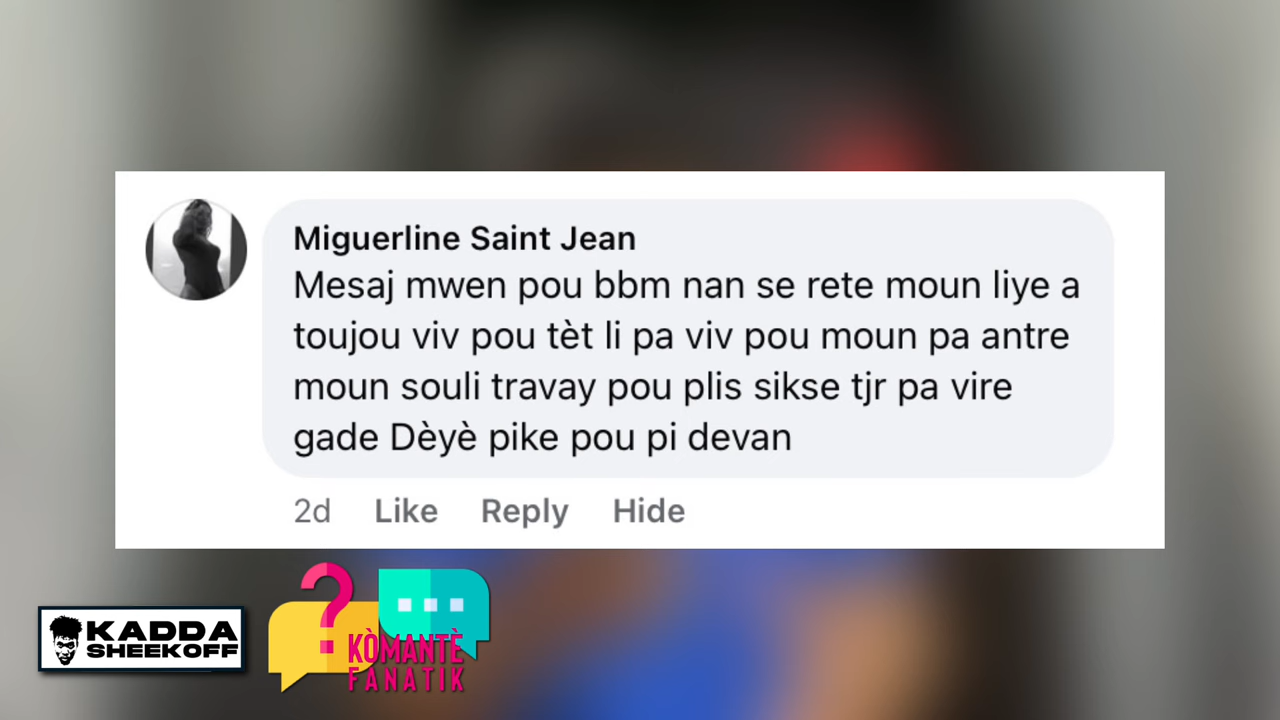 Miguerline Saint Jean
Mesaj mwen pou bbm nan se rete moun liye a
toujou viv pou tèt li pa viv pou moun pa antre
moun souli travay pou plis sikse tjr pa vire
gade Dèyè pike pou pi devan
2d Like Reply Hide
KADDA
SHEEKOFF
?
KÒMANTÈ
FANATIK